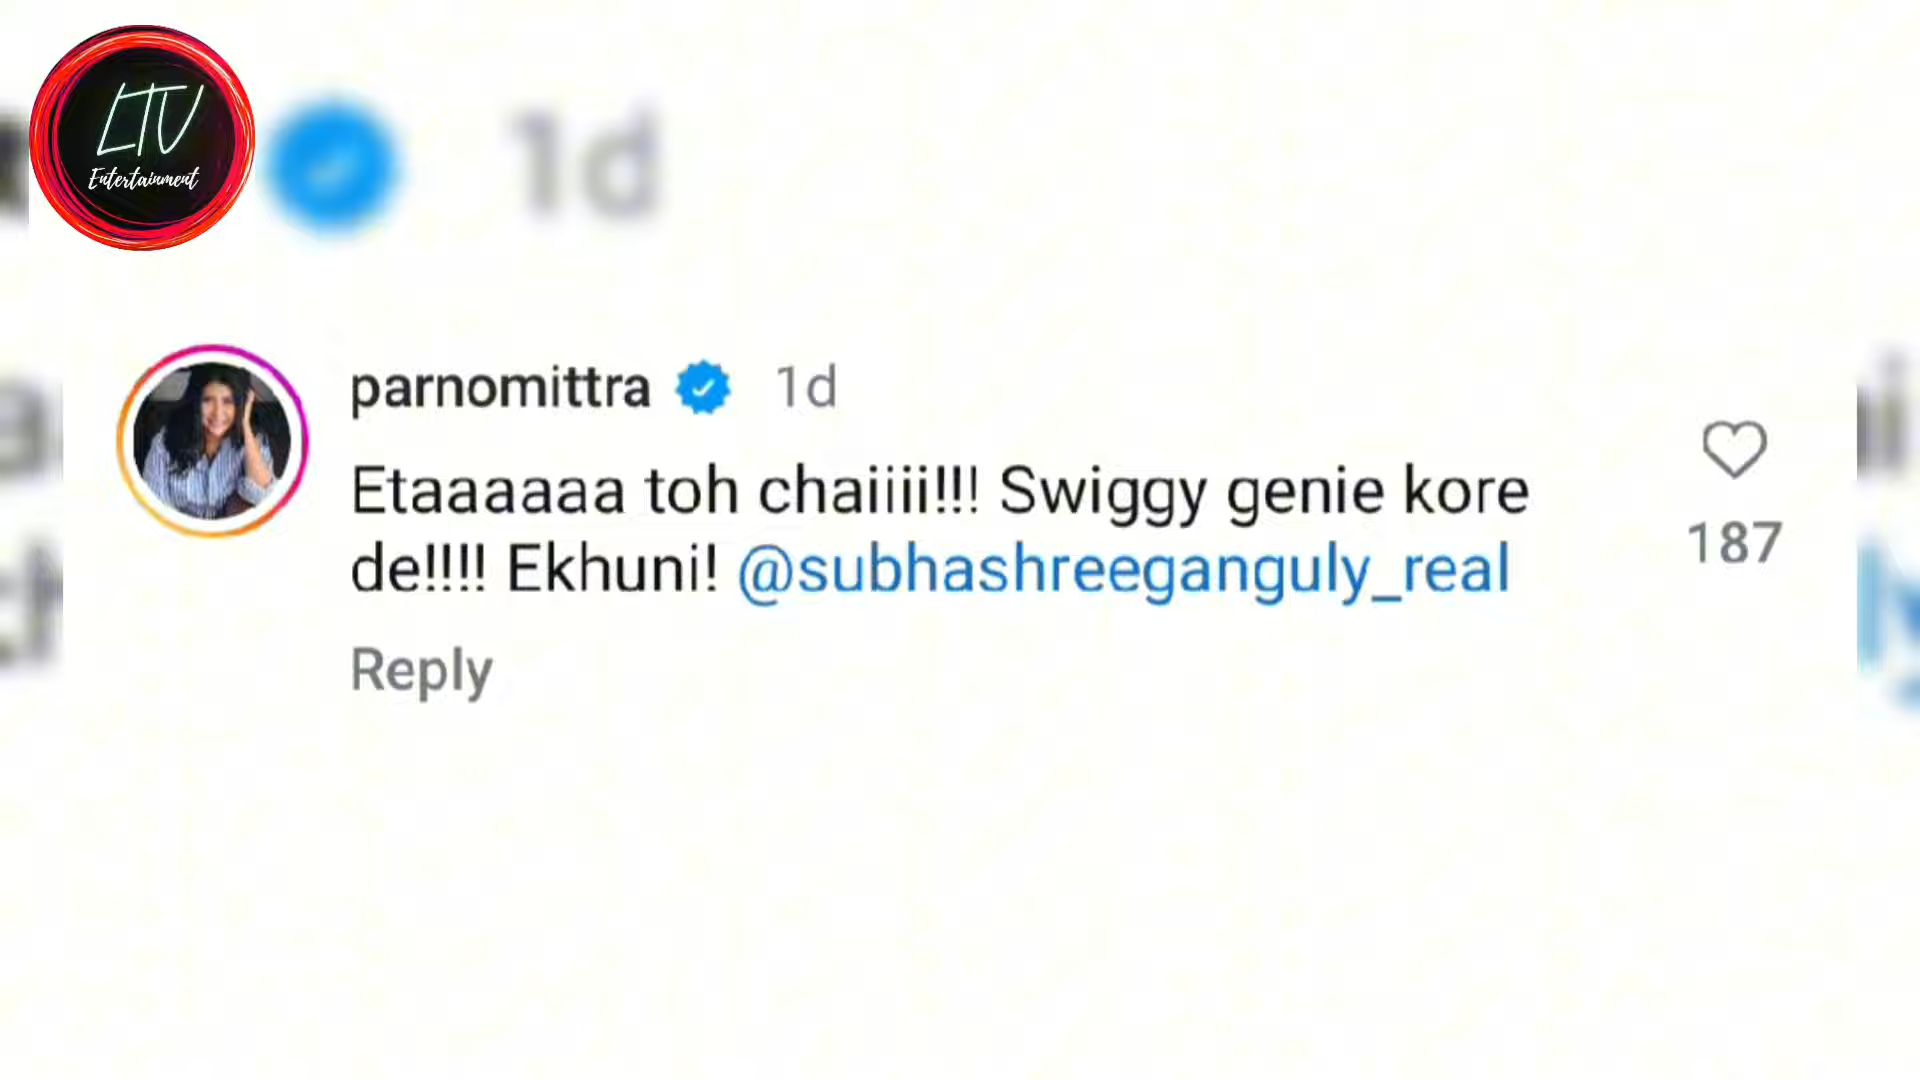 LTV
Entertainment
1d
parnomittra 1d
Etaaaaaa toh chaiiii!!! Swiggy genie kore
de!!!! Ekhuni! @subhashreeganguly_real
187
Reply